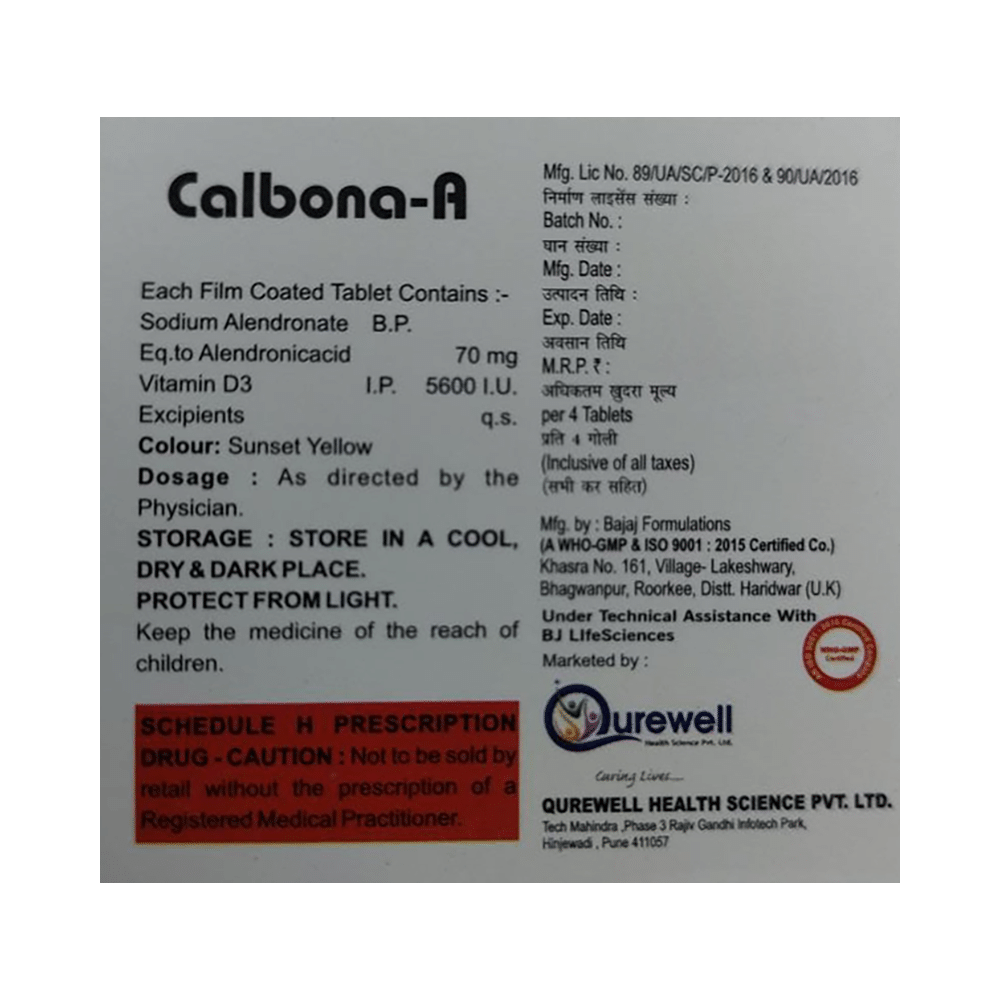 Calbona-A
Each Film Coated Tablet Contains :-
Sodium Alendronate B.P.
Eq.to Alendronicacid 70 mg
Vitamin D3 I.P. 5600 I.U.
Excipients q.s.
Colour: Sunset Yellow
Dosage : As directed by the
Physician.
STORAGE : STORE IN A COOL,
DRY & DARK PLACE.
PROTECT FROM LIGHT.
Keep the medicine of the reach of
children.
SCHEDULE H PRESCRIPTION
DRUG - CAUTION : Not to be sold by
retail without the prescription of a
Registered Medical Practitioner.
Mfg. Lic No. 89/UA/SC/P-2016 & 90/UA/2016
निर्माण लाइसेंस संख्या :
Batch No. :
घान संख्या :
Mfg. Date :
उत्पादन तिथि :
Exp. Date :
अवसान तिथि
M.R.P. ₹ :
अधिकतम खुदरा मूल्य
per 4 Tablets
प्रति 4 गोली
(Inclusive of all taxes)
(सभी कर सहित)
Mfg. by : Bajaj Formulations
(A WHO-GMP & ISO 9001 : 2015 Certified Co.)
Khasra No. 161, Village- Lakeshwary,
Bhagwanpur, Roorkee, Distt. Haridwar (U.K)
Under Technical Assistance With
BJ LIfeSciences
WHO-GMP
Certified
Marketed by :
Qurewell
Health Science Pvt. Ltd.
Caring Lives....
QUREWELL HEALTH SCIENCE PVT. LTD.
Tech Mahindra ,Phase 3 Rajiv Gandhi Infotech Park,
Hinjewadi , Pune 411057